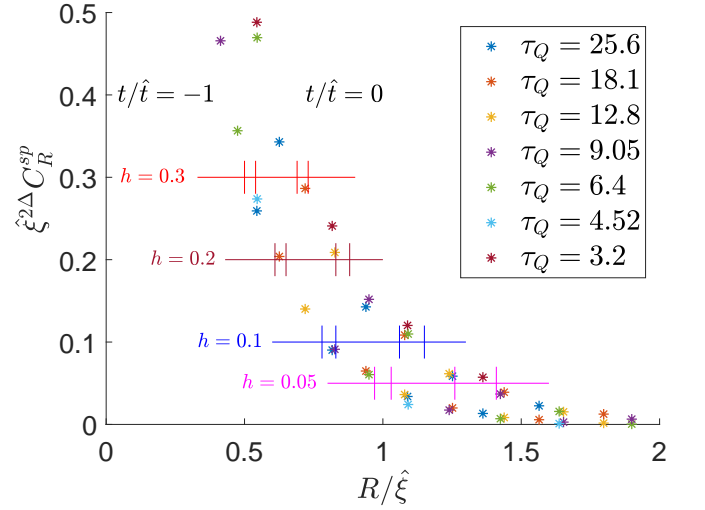 0.5
0.4
0.3
0.2
0.1
0
0
0.5
1
1.5
2
ξ̂^{2Δ}C_R^{sp}
R/ξ̂
t/t̂ = −1
t/t̂ = 0
h = 0.3
h = 0.2
h = 0.1
h = 0.05
τ_Q = 25.6
τ_Q = 18.1
τ_Q = 12.8
τ_Q = 9.05
τ_Q = 6.4
τ_Q = 4.52
τ_Q = 3.2